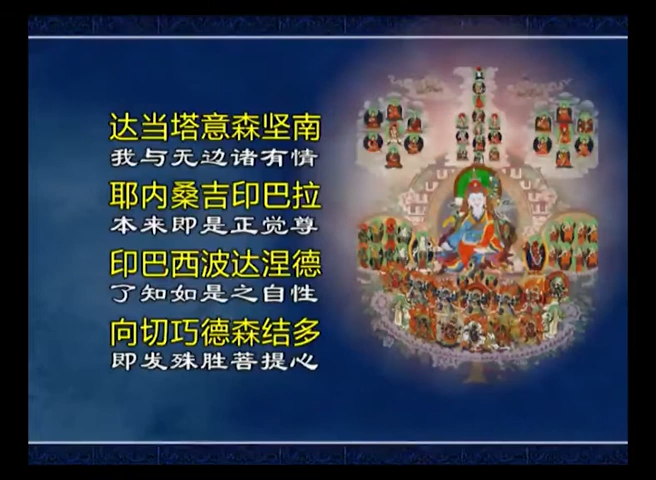 达当塔意森坚南
我与无边诸有情
耶内桑吉印巴拉
本来即是正觉尊
印巴西波达涅德
了知如是之自性
向切巧德森结多
即发殊胜菩提心